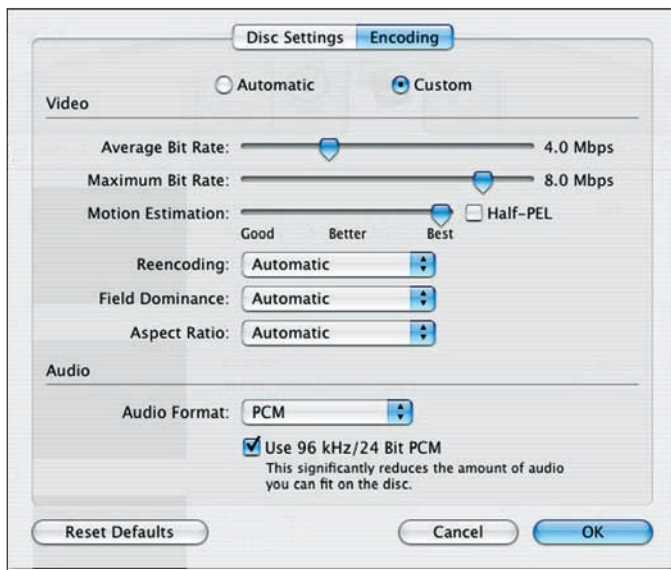 Disc Settings Encoding
Automatic Custom
Video
Average Bit Rate: 4.0 Mbps
Maximum Bit Rate: 8.0 Mbps
Motion Estimation: Half-PEL
Good Better Best
Reencoding: Automatic
Field Dominance: Automatic
Aspect Ratio: Automatic
Audio
Audio Format: PCM
Use 96 kHz/24 Bit PCM
This significantly reduces the amount of audio
you can fit on the disc.
Reset Defaults Cancel OK